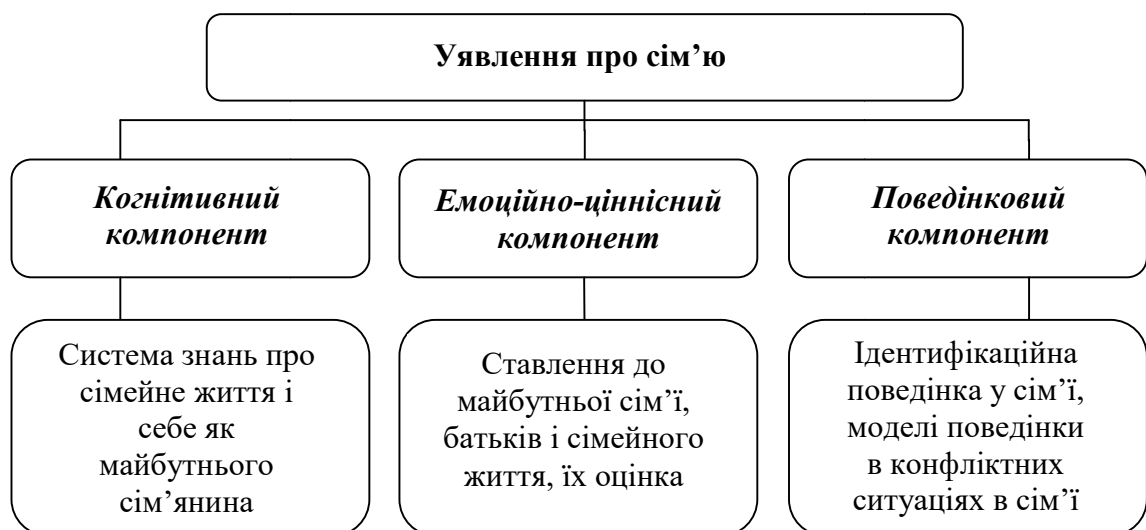 Уявлення про сім’ю
Когнітивний
компонент
Емоційно-ціннісний
компонент
Поведінковий
компонент
Система знань про
сімейне життя і
себе як
майбутнього
сім’янина
Ставлення до
майбутньої сім’ї,
батьків і сімейного
життя, їх оцінка
Ідентифікаційна
поведінка у сім’ї,
моделі поведінки
в конфліктних
ситуаціях в сім’ї